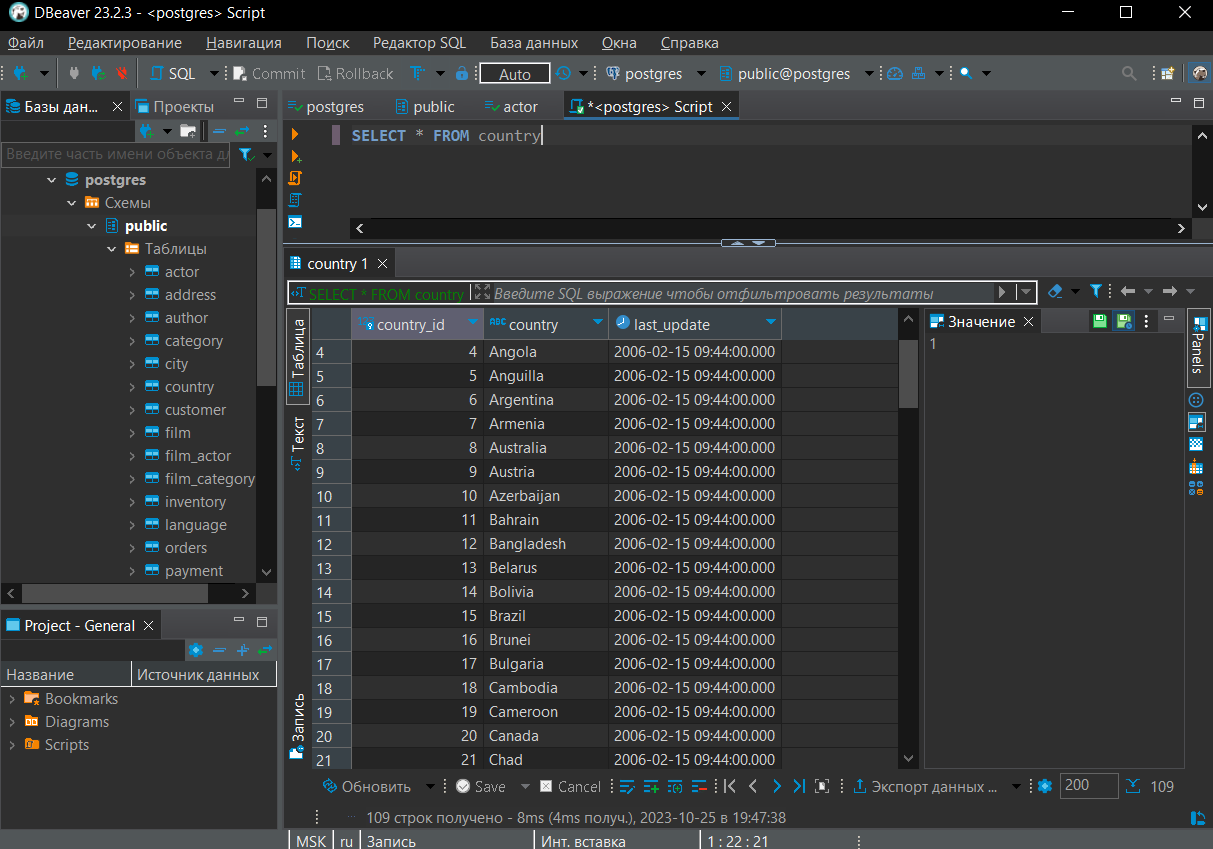 DBeaver 23.2.3 - <postgres> Script
Файл Редактирование Навигация Поиск Редактор SQL База данных Окна Справка
SQL Commit Rollback Auto postgres public@postgres
Базы дан... Проекты
Введите часть имени объекта дл
postgres
Схемы
public
Таблицы
actor
address
author
category
city
country
customer
film
film_actor
film_category
inventory
language
orders
payment
Project - General
Название Источник данных
Bookmarks
Diagrams
Scripts
postgres public actor *<postgres> Script
SELECT * FROM country
country 1
SELECT * FROM country Введите SQL выражение чтобы отфильтровать результаты
Таблица
Текст
Запись
country_id country last_update
4 4 Angola 2006-02-15 09:44:00.000
5 5 Anguilla 2006-02-15 09:44:00.000
6 6 Argentina 2006-02-15 09:44:00.000
7 7 Armenia 2006-02-15 09:44:00.000
8 8 Australia 2006-02-15 09:44:00.000
9 9 Austria 2006-02-15 09:44:00.000
10 10 Azerbaijan 2006-02-15 09:44:00.000
11 11 Bahrain 2006-02-15 09:44:00.000
12 12 Bangladesh 2006-02-15 09:44:00.000
13 13 Belarus 2006-02-15 09:44:00.000
14 14 Bolivia 2006-02-15 09:44:00.000
15 15 Brazil 2006-02-15 09:44:00.000
16 16 Brunei 2006-02-15 09:44:00.000
17 17 Bulgaria 2006-02-15 09:44:00.000
18 18 Cambodia 2006-02-15 09:44:00.000
19 19 Cameroon 2006-02-15 09:44:00.000
20 20 Canada 2006-02-15 09:44:00.000
21 21 Chad 2006-02-15 09:44:00.000
Значение
1
Panels
Обновить Save Cancel Экспорт данных ... 200 109
109 строк получено - 8ms (4ms получ.), 2023-10-25 в 19:47:38
MSK ru Запись Инт. вставка 1 : 22 : 21